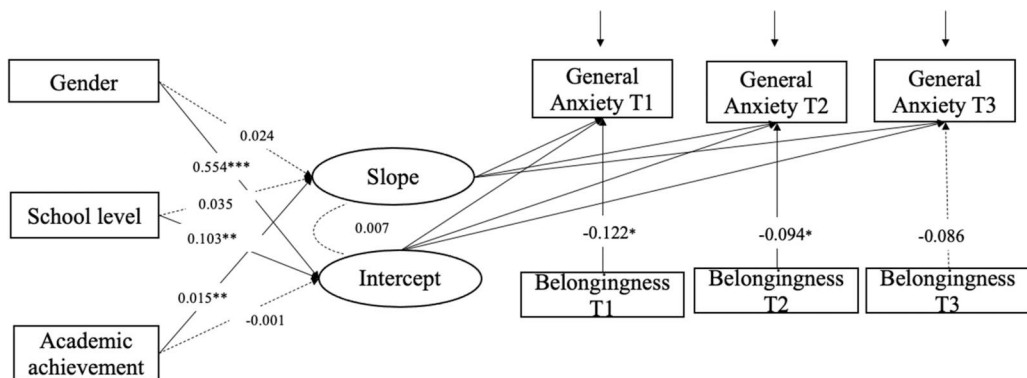 Gender
School level
Academic
achievement
0.024
0.554***
0.035
0.103**
0.015**
-0.001
Slope
0.007
Intercept
General
Anxiety T1
General
Anxiety T2
General
Anxiety T3
-0.122*
-0.094*
-0.086
Belongingness
T1
Belongingness
T2
Belongingness
T3